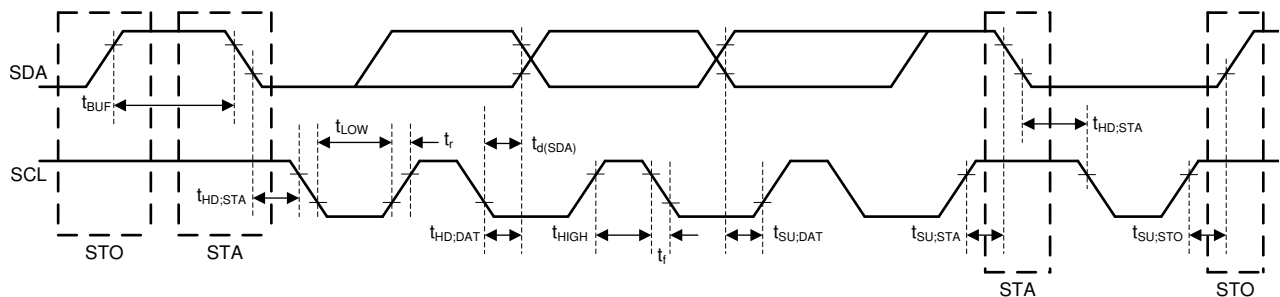 SDA
t_BUF
t_LOW
t_r
t_d(SDA)
t_HD;STA
SCL
t_HD;STA
t_HD;DAT
t_HIGH
t_f
t_SU;DAT
t_SU;STA
t_SU;STO
STO
STA
STA
STO